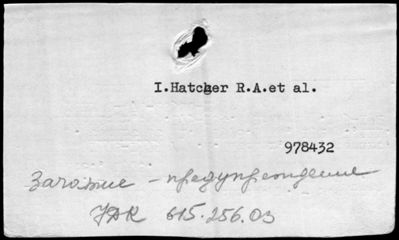 I.Hatcher R.A.et al.
978432
Зачатие - предупреждение
УДК 615.256.03